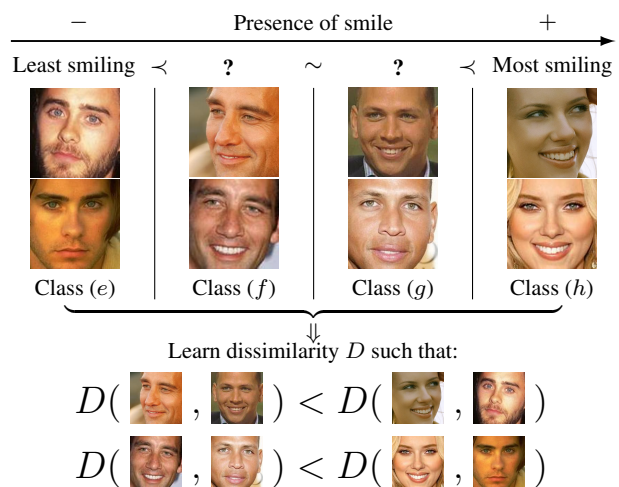 − Presence of smile +
Least smiling ≺ ? ∼ ? ≺ Most smiling
Class (e) Class (f) Class (g) Class (h)
⇓
Learn dissimilarity D such that:
D( , ) < D( , )
D( , ) < D( , )